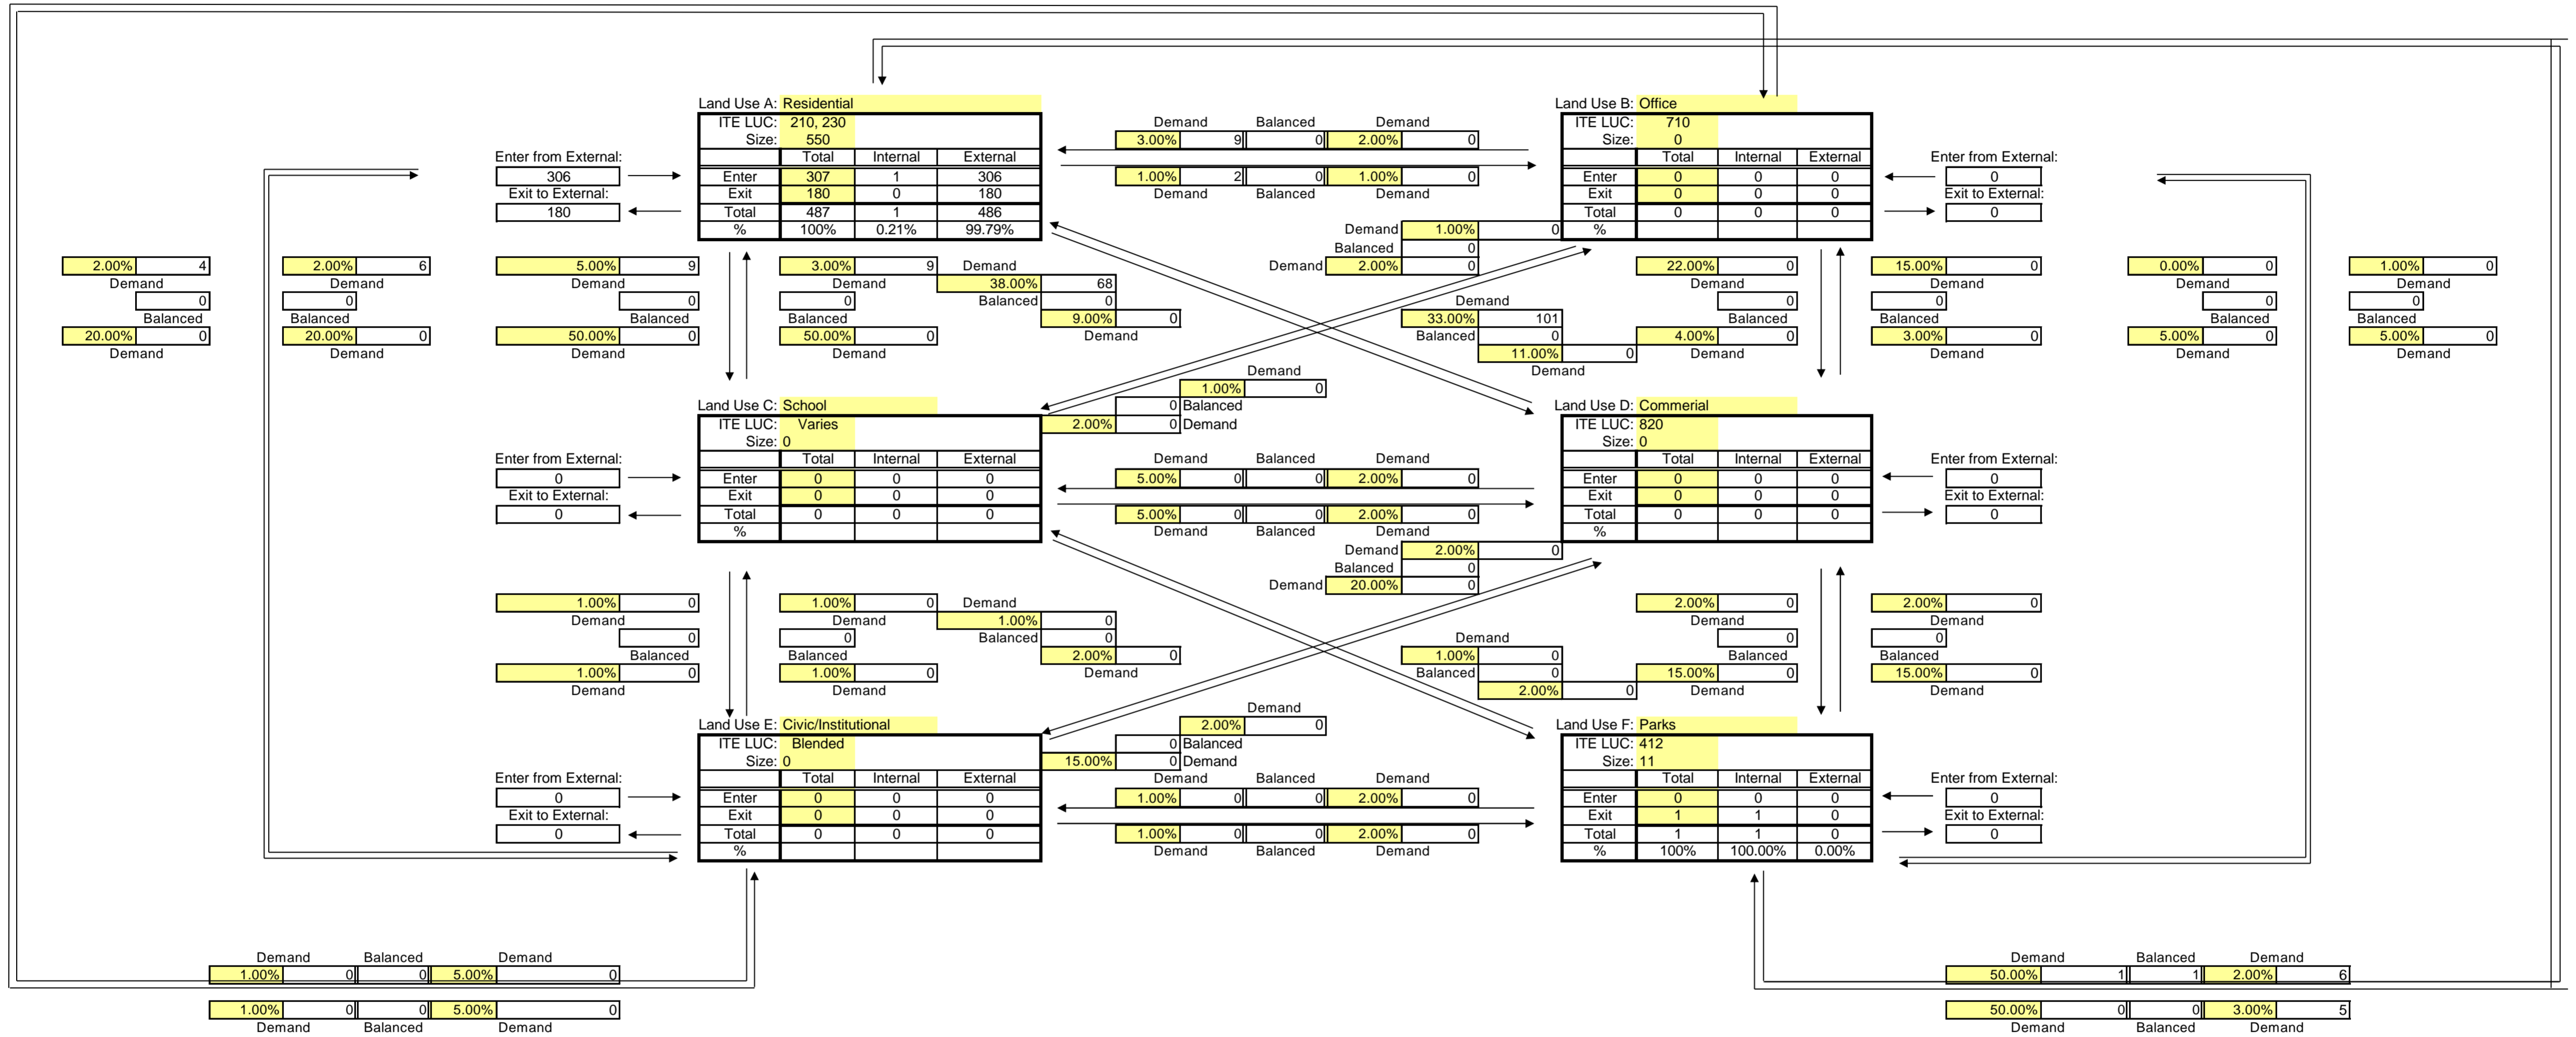 Land Use A: Residential
ITE LUC: 210, 230
Size: 550
Total Internal External
Enter 307 1 306
Exit 180 0 180
Total 487 1 486
% 100% 0.21% 99.79%
Enter from External:
306
Exit to External:
180
Demand Balanced Demand
3.00% 9 0 2.00% 0
1.00% 2 0 1.00% 0
Demand Balanced Demand
Land Use B: Office
ITE LUC: 710
Size: 0
Total Internal External
Enter 0 0 0
Exit 0 0 0
Total 0 0 0
%
Enter from External:
0
Exit to External:
0
Demand 1.00% 0
Balanced 0
Demand 2.00% 0
2.00% 4
Demand
0
Balanced
20.00% 0
Demand
2.00% 6
Demand
0
Balanced
20.00% 0
Demand
5.00% 9
Demand
0
Balanced
50.00% 0
Demand
3.00% 9
Demand
0
Balanced
50.00% 0
Demand
Demand
38.00% 68
Balanced 0
9.00% 0
Demand
Demand
33.00% 101
Balanced 0
11.00% 0
Demand
22.00% 0
Demand
0
Balanced
4.00% 0
Demand
15.00% 0
Demand
0
Balanced
3.00% 0
Demand
0.00% 0
Demand
0
Balanced
5.00% 0
Demand
1.00% 0
Demand
0
Balanced
5.00% 0
Demand
Demand
1.00% 0
0 Balanced
2.00% 0 Demand
Land Use C: School
ITE LUC: Varies
Size: 0
Total Internal External
Enter 0 0 0
Exit 0 0 0
Total 0 0 0
%
Enter from External:
0
Exit to External:
0
Demand Balanced Demand
5.00% 0 0 2.00% 0
5.00% 0 0 2.00% 0
Demand Balanced Demand
Land Use D: Commerial
ITE LUC: 820
Size: 0
Total Internal External
Enter 0 0 0
Exit 0 0 0
Total 0 0 0
Enter from External:
0
Exit to External:
0
Demand 2.00% 0
Balanced 0
Demand 20.00% 0
1.00% 0
Demand
0
Balanced
1.00% 0
Demand
1.00% 0
Demand
0
Balanced
1.00% 0
Demand
Demand
1.00% 0
Balanced 0
2.00% 0
Demand
Demand
1.00% 0
Balanced 0
2.00% 0
2.00% 0
Demand
0
Balanced
15.00% 0
Demand
2.00% 0
Demand
0
Balanced
15.00% 0
Demand
Demand
2.00% 0
0 Balanced
15.00% 0 Demand
Land Use E: Civic/Institutional
ITE LUC: Blended
Size: 0
Total Internal External
Enter 0 0 0
Exit 0 0 0
Total 0 0 0
%
Enter from External:
0
Exit to External:
0
Demand Balanced Demand
1.00% 0 0 2.00% 0
1.00% 0 0 2.00% 0
Demand Balanced Demand
Land Use F: Parks
ITE LUC: 412
Size: 11
Total Internal External
Enter 0 0 0
Exit 1 1 0
Total 1 1 0
% 100% 100.00% 0.00%
Enter from External:
0
Exit to External:
0
Demand Balanced Demand
1.00% 0 0 5.00% 0
1.00% 0 0 5.00% 0
Demand Balanced Demand
Demand Balanced Demand
50.00% 1 1 2.00% 6
50.00% 0 0 3.00% 5
Demand Balanced Demand